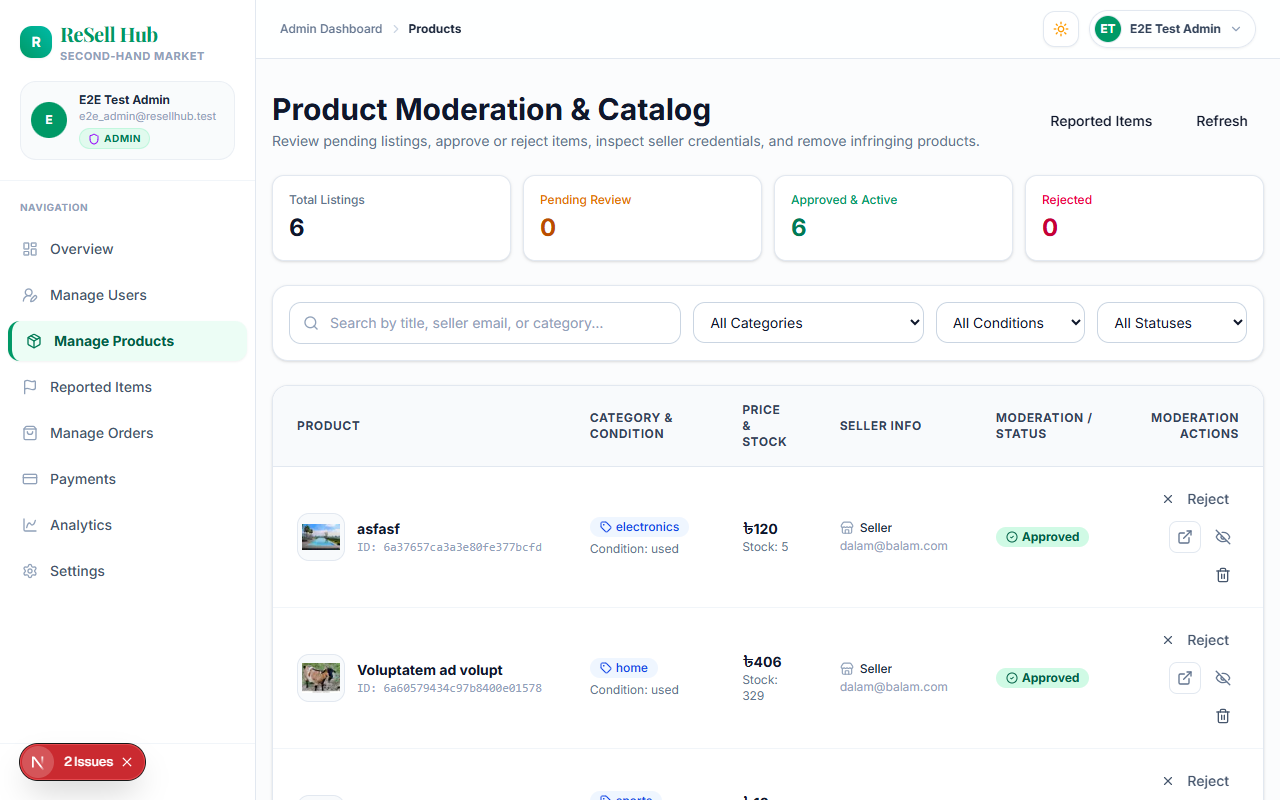 R
ReSell Hub
SECOND-HAND MARKET
E
E2E Test Admin
e2e_admin@resellhub.test
ADMIN
NAVIGATION
Overview
Manage Users
Manage Products
Reported Items
Manage Orders
Payments
Analytics
Settings
N 2 Issues
Admin Dashboard
Products
ET
E2E Test Admin
Product Moderation & Catalog
Review pending listings, approve or reject items, inspect seller credentials, and remove infringing products.
Reported Items
Refresh
Total Listings
6
Pending Review
0
Approved & Active
6
Rejected
0
Search by title, seller email, or category...
All Categories
All Conditions
All Statuses
PRODUCT
CATEGORY &
CONDITION
PRICE
&
STOCK
SELLER INFO
MODERATION /
STATUS
MODERATION
ACTIONS
asfasf
ID: 6a37657ca3a3e80fe377bcfd
electronics
Condition: used
৳120
Stock: 5
Seller
dalam@balam.com
Approved
Reject
Voluptatem ad volupt
ID: 6a60579434c97b8400e01578
home
Condition: used
৳406
Stock:
329
Seller
dalam@balam.com
Approved
Reject
Reject